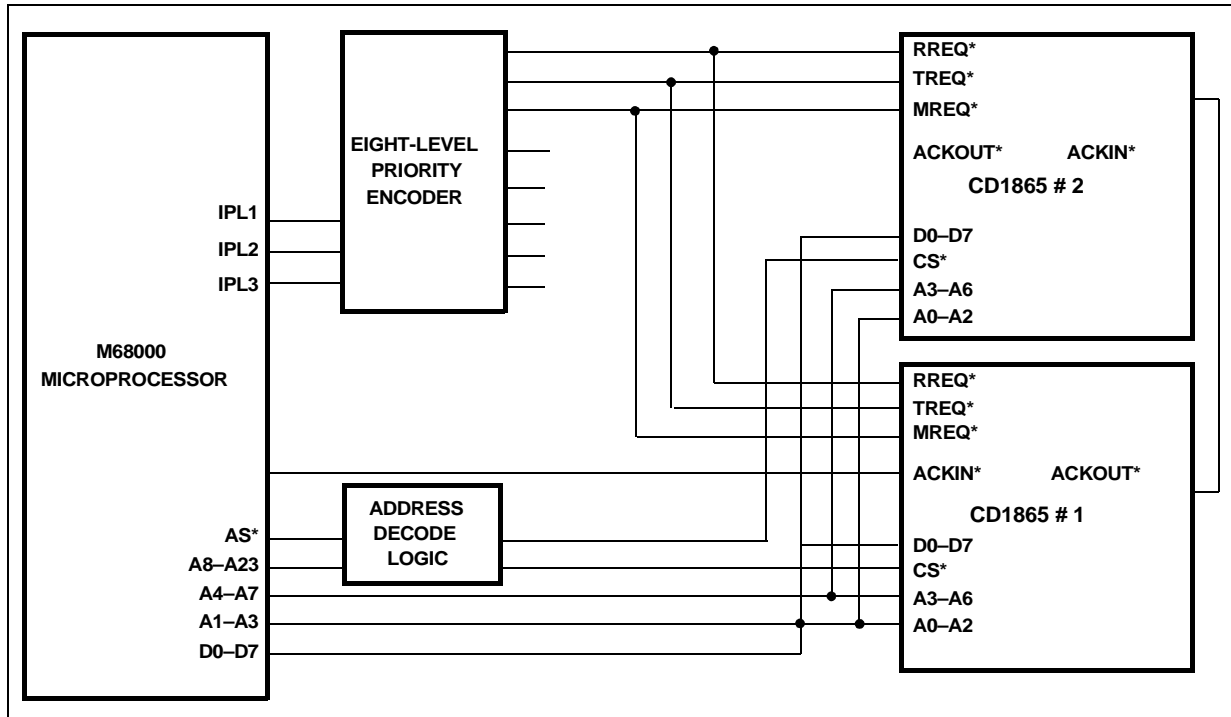 M68000
MICROPROCESSOR
IPL1
IPL2
IPL3
AS*
A8–A23
A4–A7
A1–A3
D0–D7
EIGHT-LEVEL
PRIORITY
ENCODER
ADDRESS
DECODE
LOGIC
RREQ*
TREQ*
MREQ*
ACKOUT* ACKIN*
CD1865 # 2
D0–D7
CS*
A3–A6
A0–A2
RREQ*
TREQ*
MREQ*
ACKIN* ACKOUT*
CD1865 # 1
D0–D7
CS*
A3–A6
A0–A2